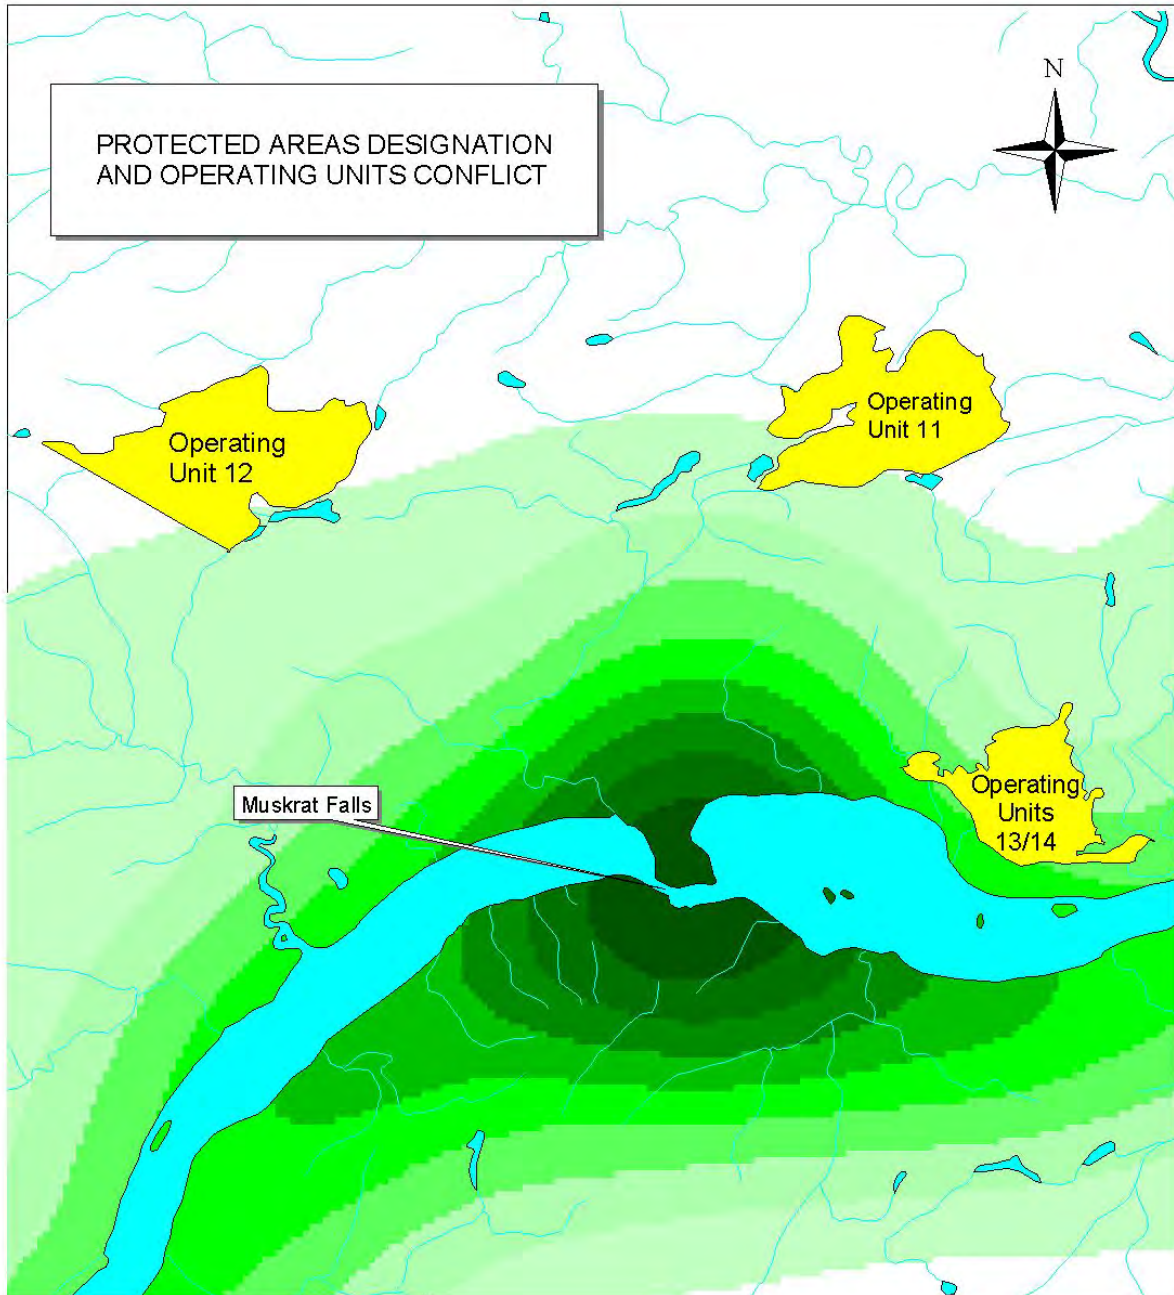 PROTECTED AREAS DESIGNATION
AND OPERATING UNITS CONFLICT
N
Operating
Unit 11
Operating
Unit 12
Operating
Units
13/14
Muskrat Falls